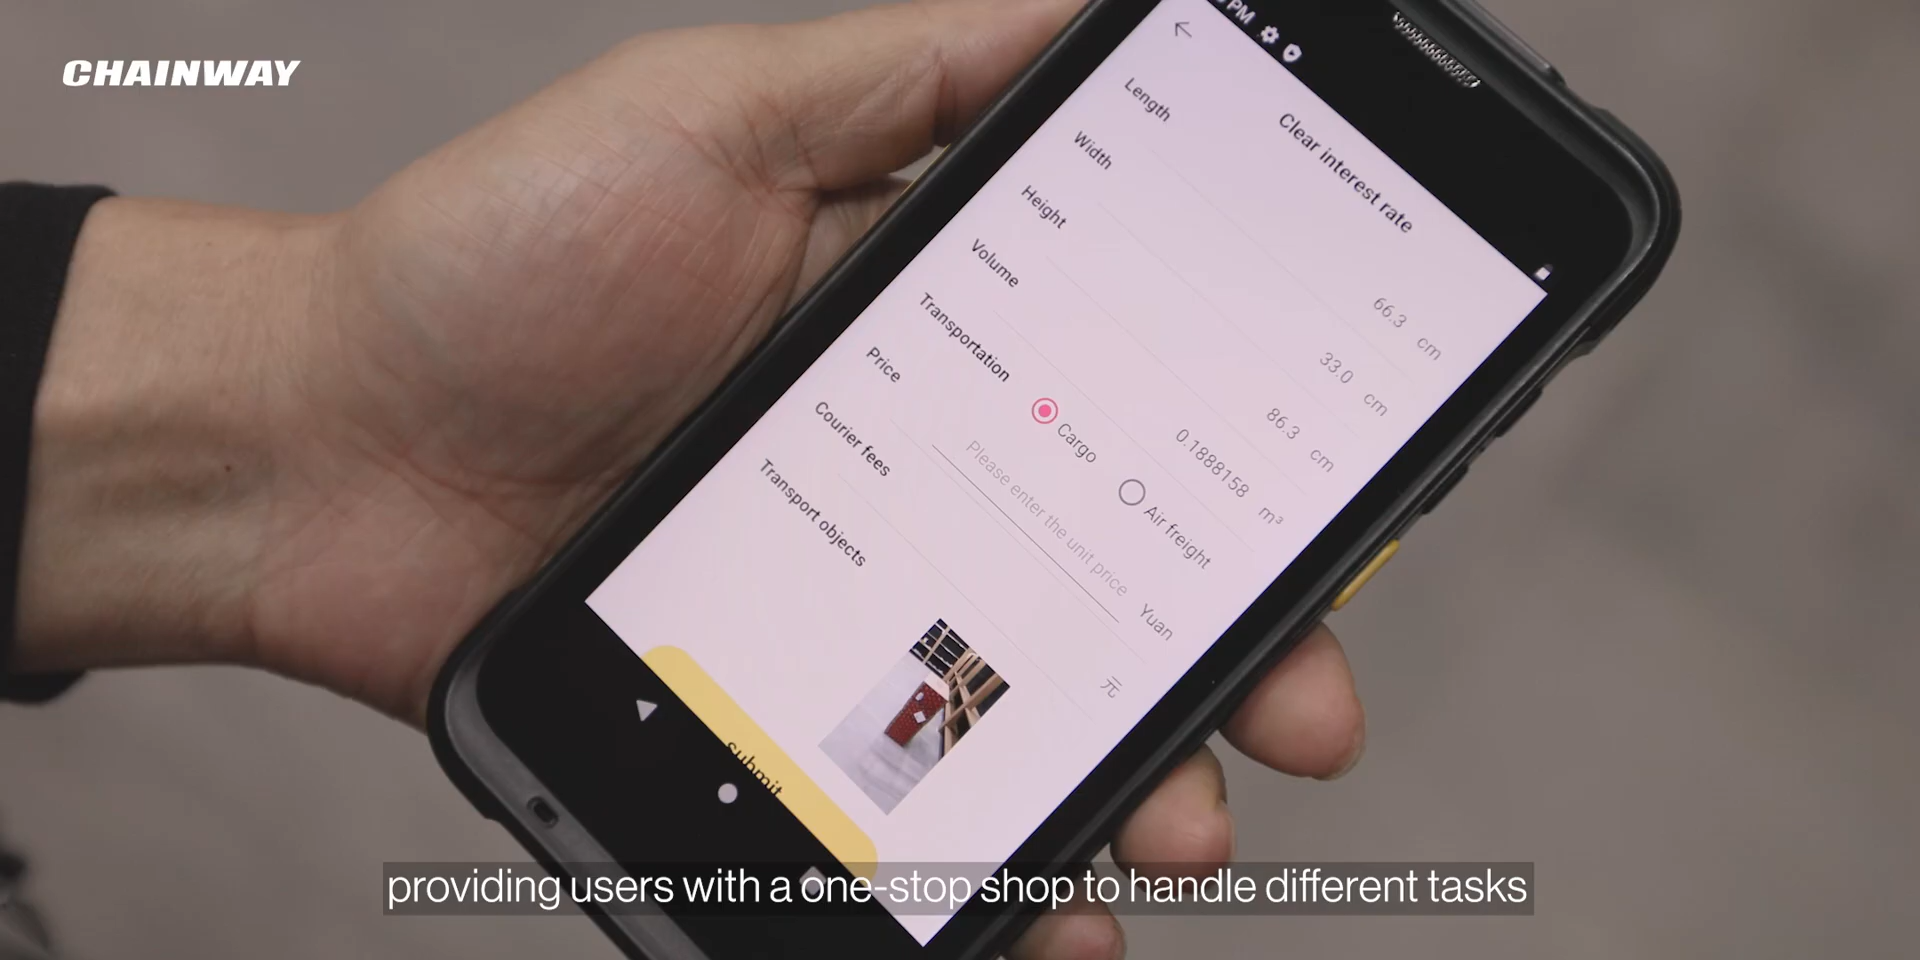 CHAINWAY
PM
Clear interest rate
Length 66.3 cm
Width 33.0 cm
Height 86.3 cm
Volume 0.1888158 m³
Transportation Cargo Air freight
Price Please enter the unit price Yuan
Courier fees 元
Transport objects
submit
providing users with a one-stop shop to handle different tasks